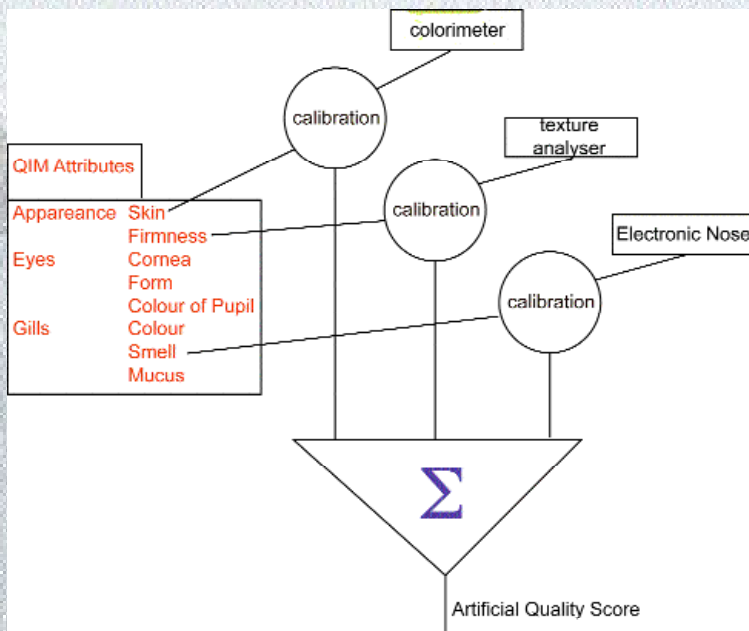 colorimeter
calibration
texture
analyser
QIM Attributes
calibration
Appareance Skin
Firmness
Electronic Nose
Eyes Cornea
Form
calibration
Colour of Pupil
Gills Colour
Smell
Mucus
Σ
Artificial Quality Score